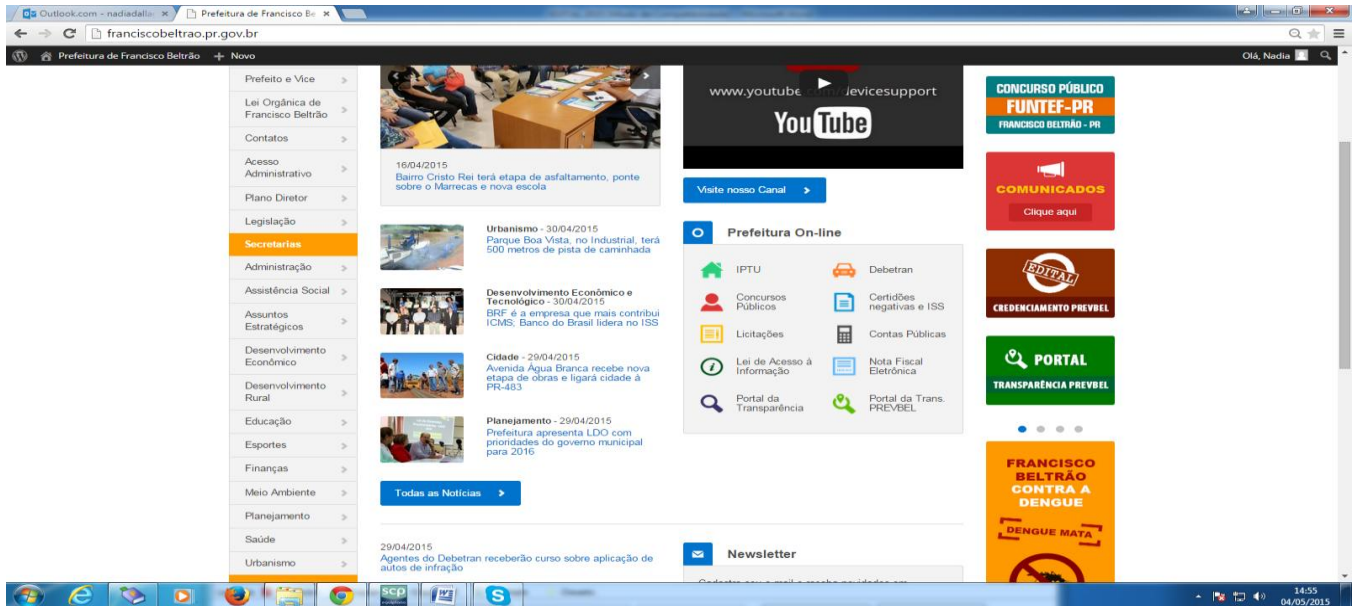 Outlook.com - nadiadalla
Prefeitura de Francisco Be
franciscobeltrao.pr.gov.br
Prefeitura de Francisco Beltrão + Novo
Olá, Nadia
Prefeito e Vice
Lei Orgânica de
Francisco Beltrão
Contatos
Acesso
Administrativo
Plano Diretor
Legislação
Secretarias
Administração
Assistência Social
Assuntos
Estratégicos
Desenvolvimento
Econômico
Desenvolvimento
Rural
Educação
Esportes
Finanças
Meio Ambiente
Planejamento
Saúde
Urbanismo
16/04/2015
Bairro Cristo Rei terá etapa de asfaltamento, ponte
sobre o Marrecas e nova escola
Urbanismo - 30/04/2015
Parque Boa Vista, no Industrial, terá
500 metros de pista de caminhada
Desenvolvimento Econômico e
Tecnológico - 30/04/2015
BRF é a empresa que mais contribui
ICMS; Banco do Brasil lidera no ISS
Cidade - 29/04/2015
Avenida Água Branca recebe nova
etapa de obras e ligará cidade à
PR-483
Planejamento - 29/04/2015
Prefeitura apresenta LDO com
prioridades do governo municipal
para 2016
Todas as Notícias
29/04/2015
Agentes do Debetran receberão curso sobre aplicação de
autos de infração
www.youtube.com/devicesupport
YouTube
Visite nosso Canal
Prefeitura On-line
IPTU
Debetran
Concursos
Públicos
Certidões
negativas e ISS
Licitações
Contas Públicas
Lei de Acesso á
Informação
Nota Fiscal
Eletrônica
Portal da
Transparência
Portal da Trans.
PREVBEL
Newsletter
CONCURSO PÚBLICO
FUNTEF-PR
FRANCISCO BELTRÃO - PR
COMUNICADOS
Clique aqui
EDITAL
CREDENCIAMENTO PREVBEL
PORTAL
TRANSPARÊNCIA PREVBEL
FRANCISCO
BELTRÃO
CONTRA A
DENGUE
DENGUE MATA
scp
14:55
04/05/2015